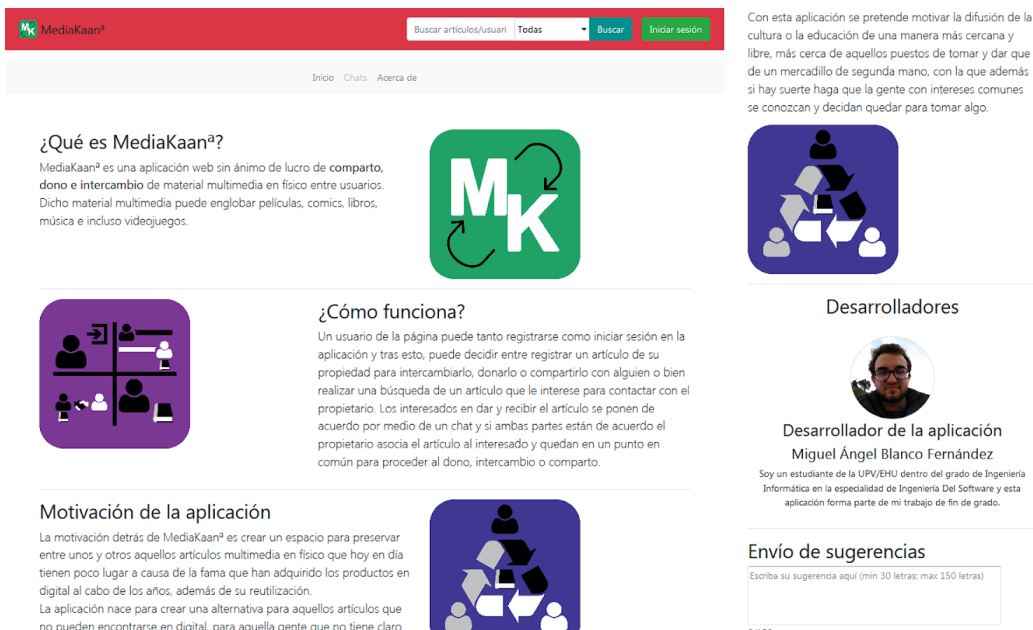 MK MediaKaanª
Buscar artículos/usuari Todas Buscar Iniciar sesión
Inicio Chats Acerca de
¿Qué es MediaKaanª?
MediaKaanª es una aplicación web sin ánimo de lucro de comparto,
dono e intercambio de material multimedia en físico entre usuarios.
Dicho material multimedia puede englobar películas, comics, libros,
música e incluso videojuegos.
MK
¿Cómo funciona?
Un usuario de la página puede tanto registrarse como iniciar sesión en la
aplicación y tras esto, puede decidir entre registrar un artículo de su
propiedad para intercambiarlo, donarlo o compartirlo con alguien o bien
realizar una búsqueda de un artículo que le interese para contactar con el
propietario. Los interesados en dar y recibir el artículo se ponen de
acuerdo por medio de un chat y si ambas partes están de acuerdo el
propietario asocia el artículo al interesado y quedan en un punto en
común para proceder al dono, intercambio o comparto.
Motivación de la aplicación
La motivación detrás de MediaKaanª es crear un espacio para preservar
entre unos y otros aquellos artículos multimedia en físico que hoy en día
tienen poco lugar a causa de la fama que han adquirido los productos en
digital al cabo de los años, además de su reutilización.
La aplicación nace para crear una alternativa para aquellos artículos que
no pueden encontrarse en digital, para aquella gente que no tiene claro
Con esta aplicación se pretende motivar la difusión de la
cultura o la educación de una manera más cercana y
libre, más cerca de aquellos puestos de tomar y dar que
de un mercadillo de segunda mano, con la que además
si hay suerte haga que la gente con intereses comunes
se conozcan y decidan quedar para tomar algo.
Desarrolladores
Desarrollador de la aplicación
Miguel Ángel Blanco Fernández
Soy un estudiante de la UPV/EHU dentro del grado de Ingeniería
Informática en la especialidad de Ingeniería Del Software y esta
aplicación forma parte de mi trabajo de fin de grado.
Envío de sugerencias
Escriba su sugerencia aquí (min 30 letras: max 150 letras)